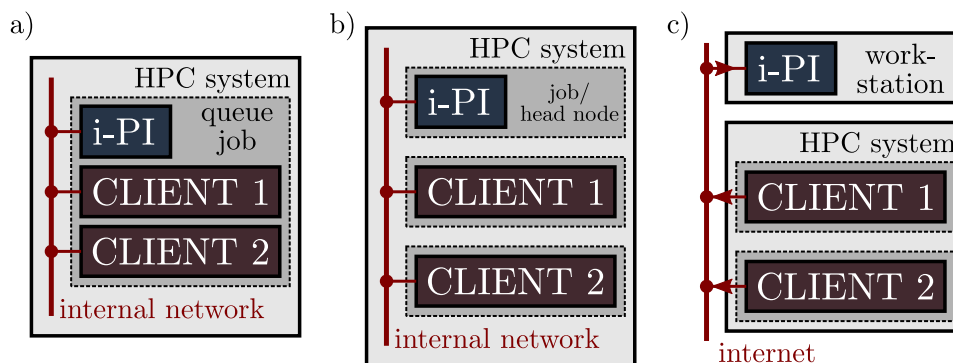 a)
HPC system
i-PI
queue
job
CLIENT 1
CLIENT 2
internal network
b)
HPC system
i-PI
job/
head node
CLIENT 1
CLIENT 2
internal network
c)
i-PI
work-
station
HPC system
CLIENT 1
CLIENT 2
internet